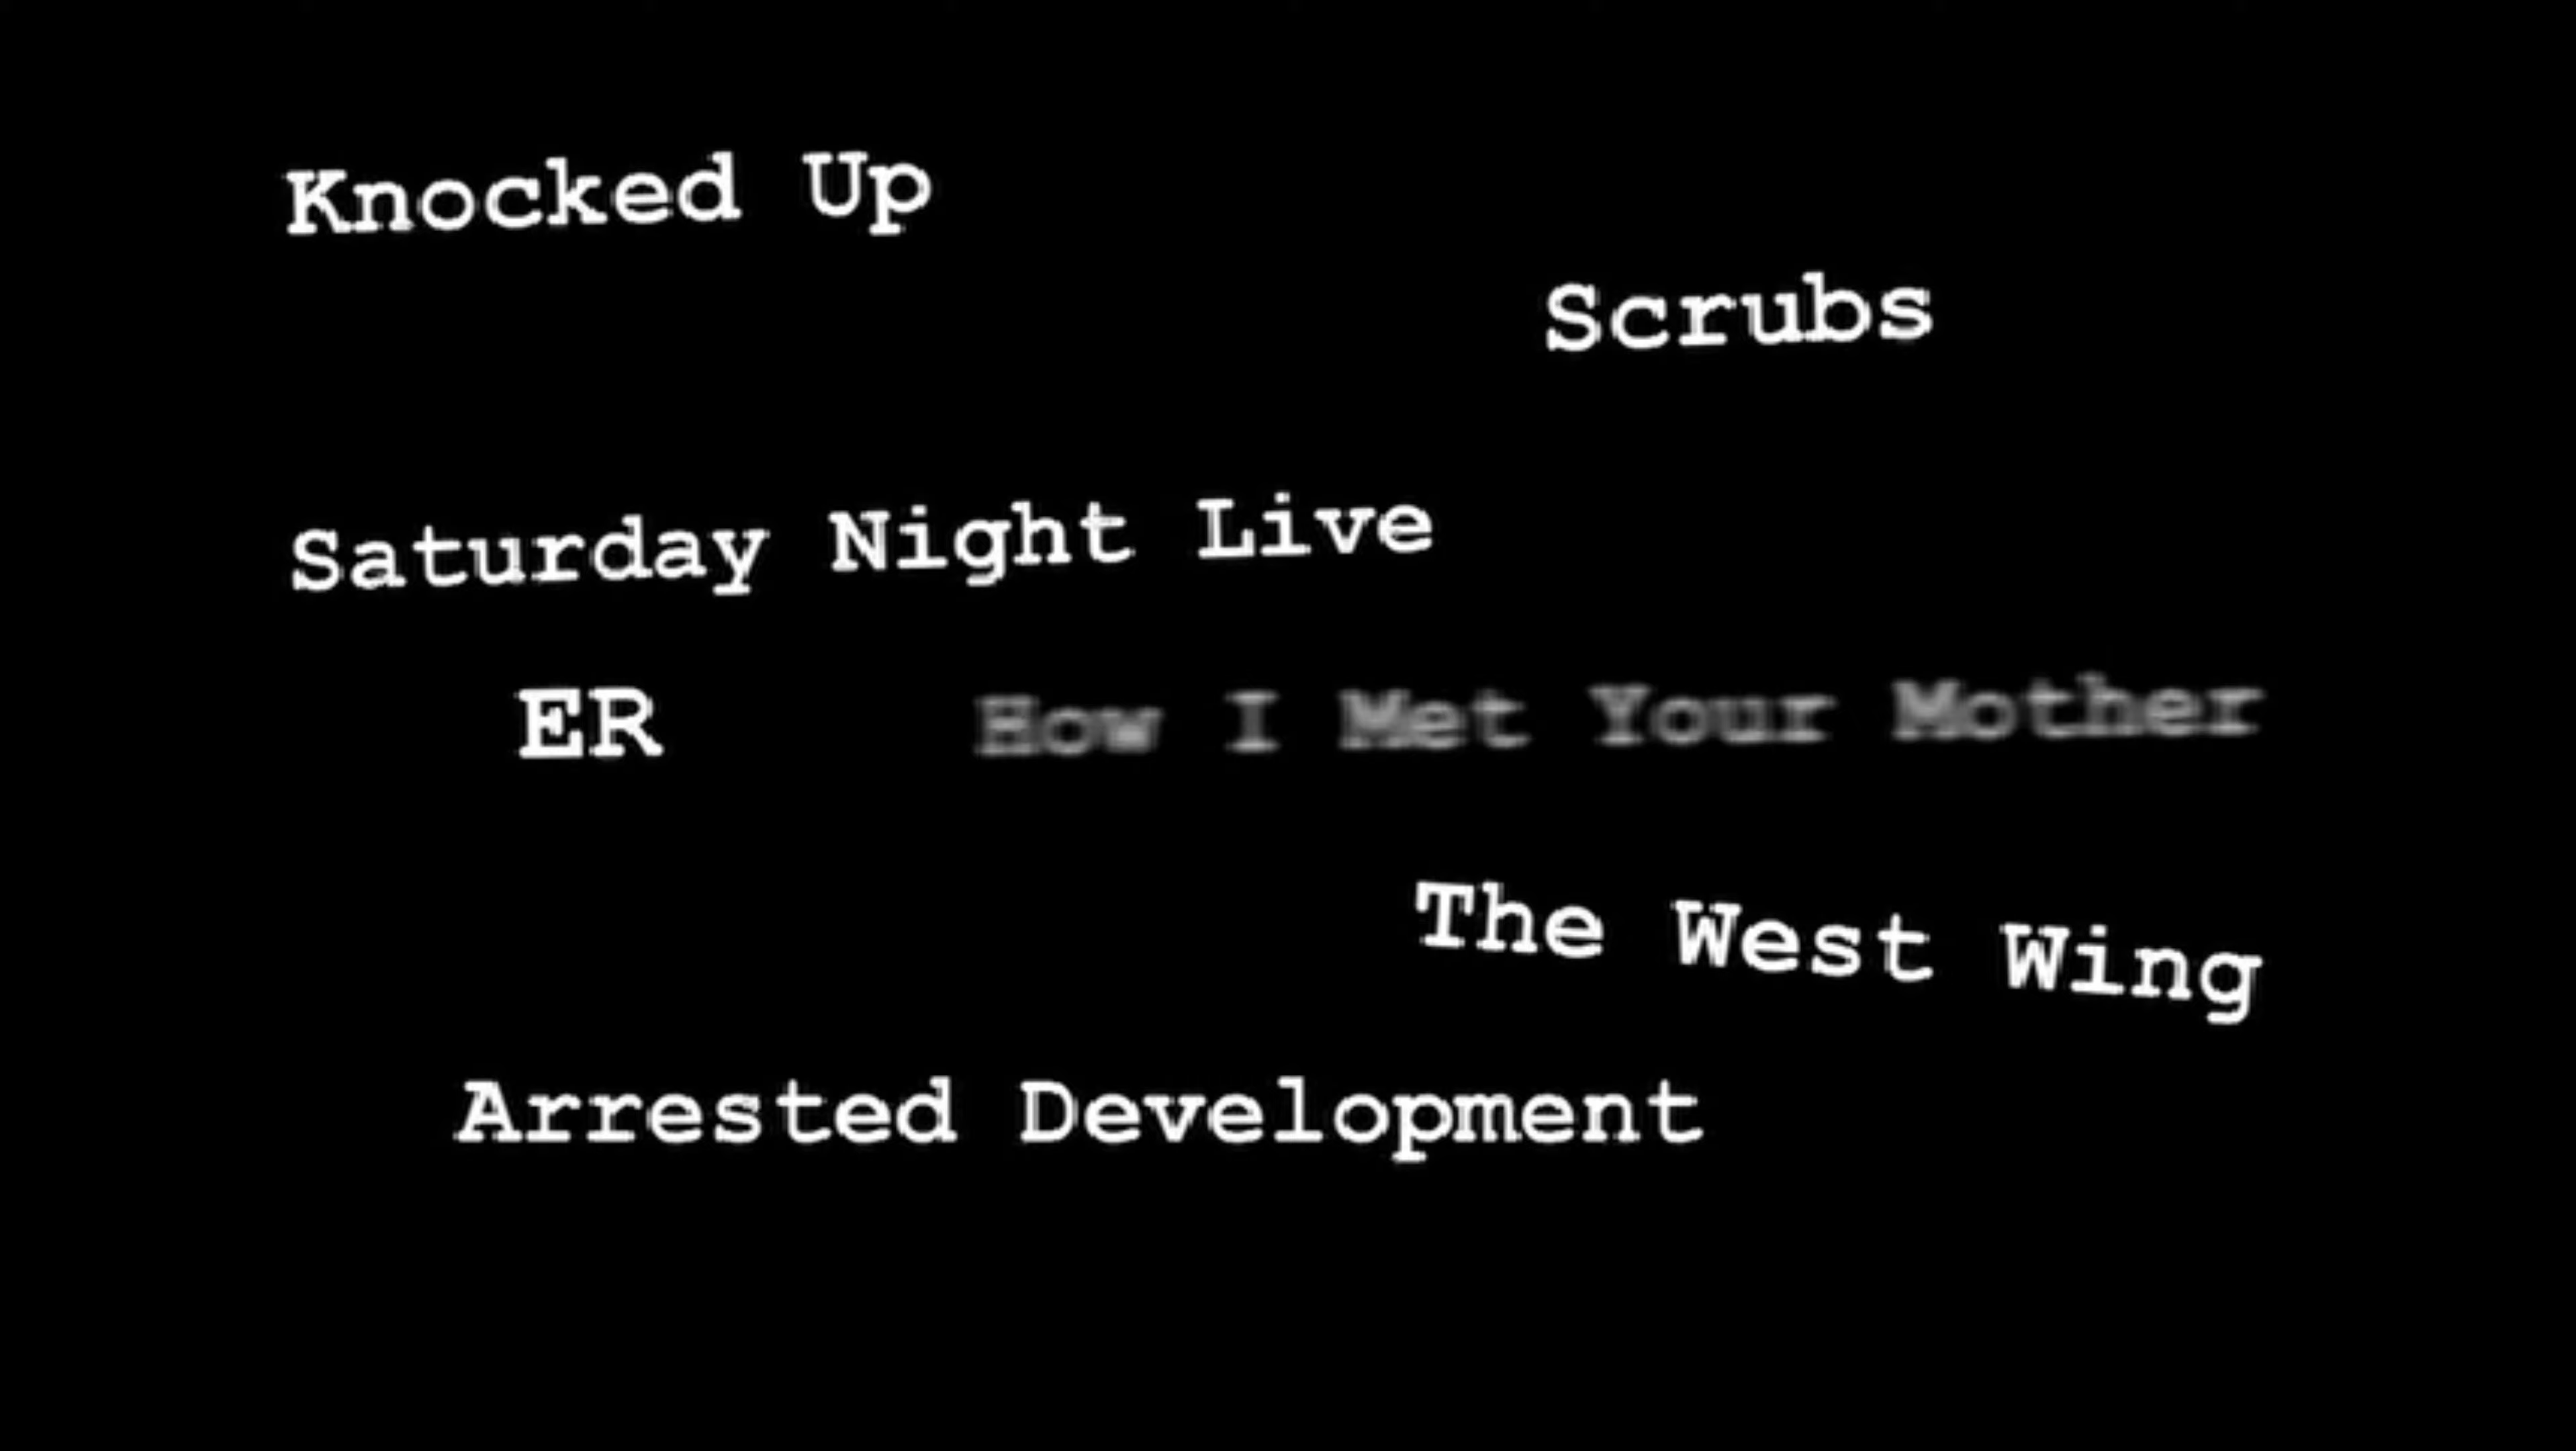 Knocked Up
Scrubs
Saturday Night Live
ER
How I Met Your Mother
The West Wing
Arrested Development